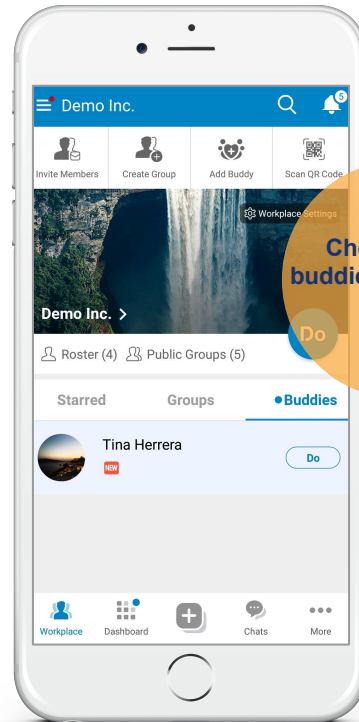 Demo Inc.
5
Invite Members
Create Group
Add Buddy
Scan QR Code
Workplace Settings
Demo Inc. >
Do
Roster (4)
Public Groups (5)
Starred
Groups
Buddies
Tina Herrera
NEW
Do
Workplace
Dashboard
Chats
More